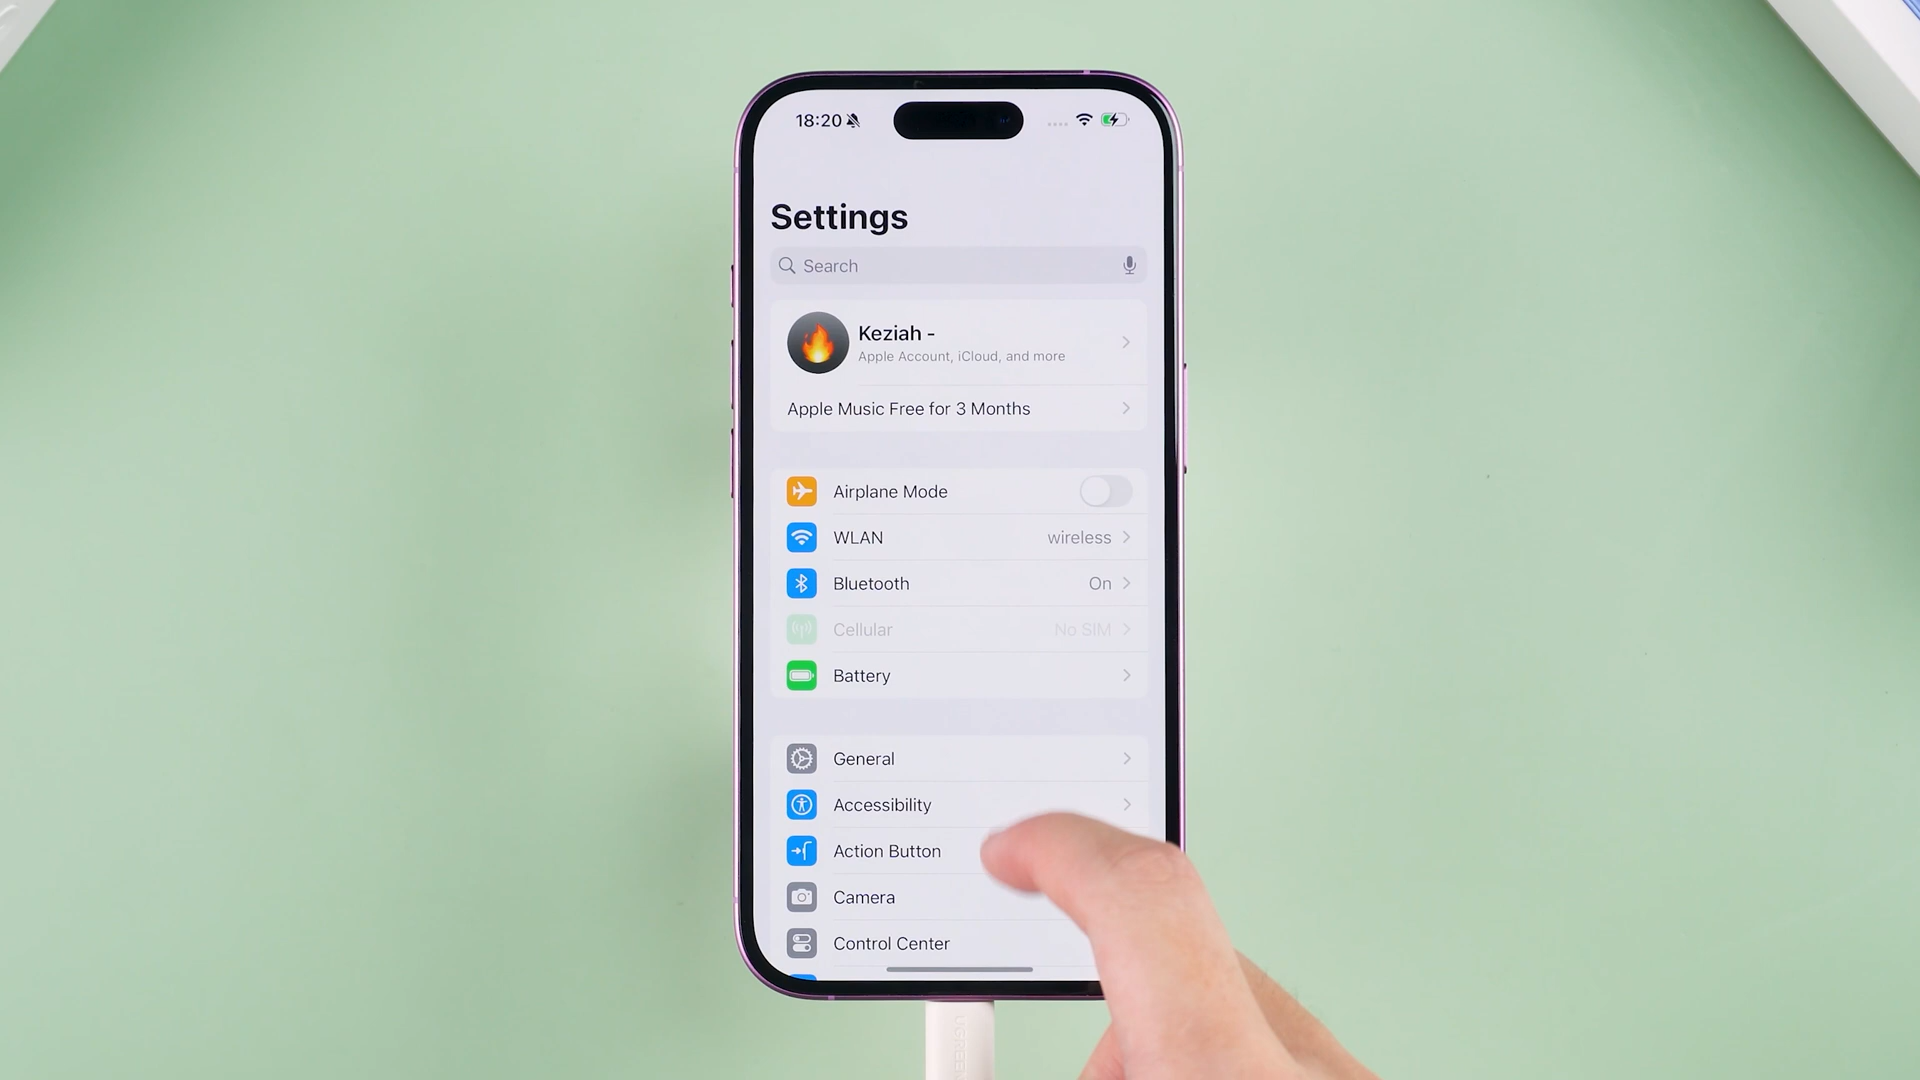 18:20
Settings
Search
Keziah -
Apple Account, iCloud, and more
Apple Music Free for 3 Months
Airplane Mode
WLAN wireless
Bluetooth On
Cellular No SIM
Battery
General
Accessibility
Action Button
Camera
Control Center
UGREEN